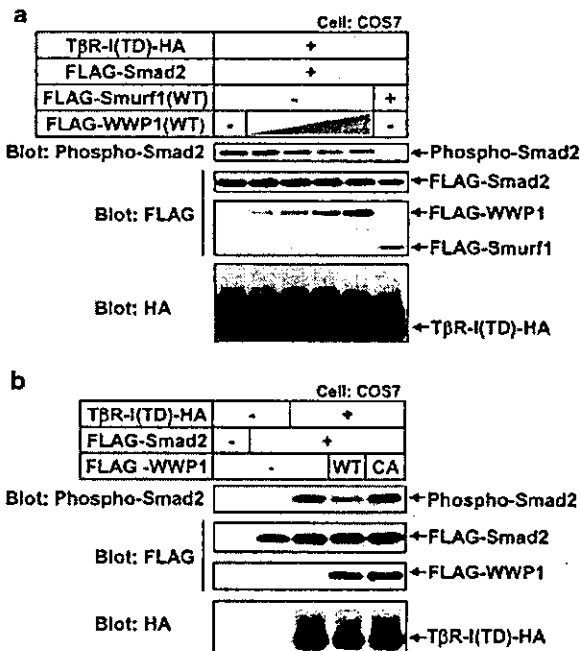 a
Cell: COS7
TβR-I(TD)-HA +
FLAG-Smad2 +
FLAG-Smurf1(WT) - +
FLAG-WWP1(WT) - -
Blot: Phospho-Smad2 ←Phospho-Smad2
←FLAG-Smad2
Blot: FLAG ←FLAG-WWP1
←FLAG-Smurf1
Blot: HA
←TβR-I(TD)-HA
b
Cell: COS7
TβR-I(TD)-HA - +
FLAG-Smad2 - +
FLAG -WWP1 - WT CA
Blot: Phospho-Smad2 ←Phospho-Smad2
←FLAG-Smad2
Blot: FLAG
←FLAG-WWP1
Blot: HA
←TβR-I(TD)-HA